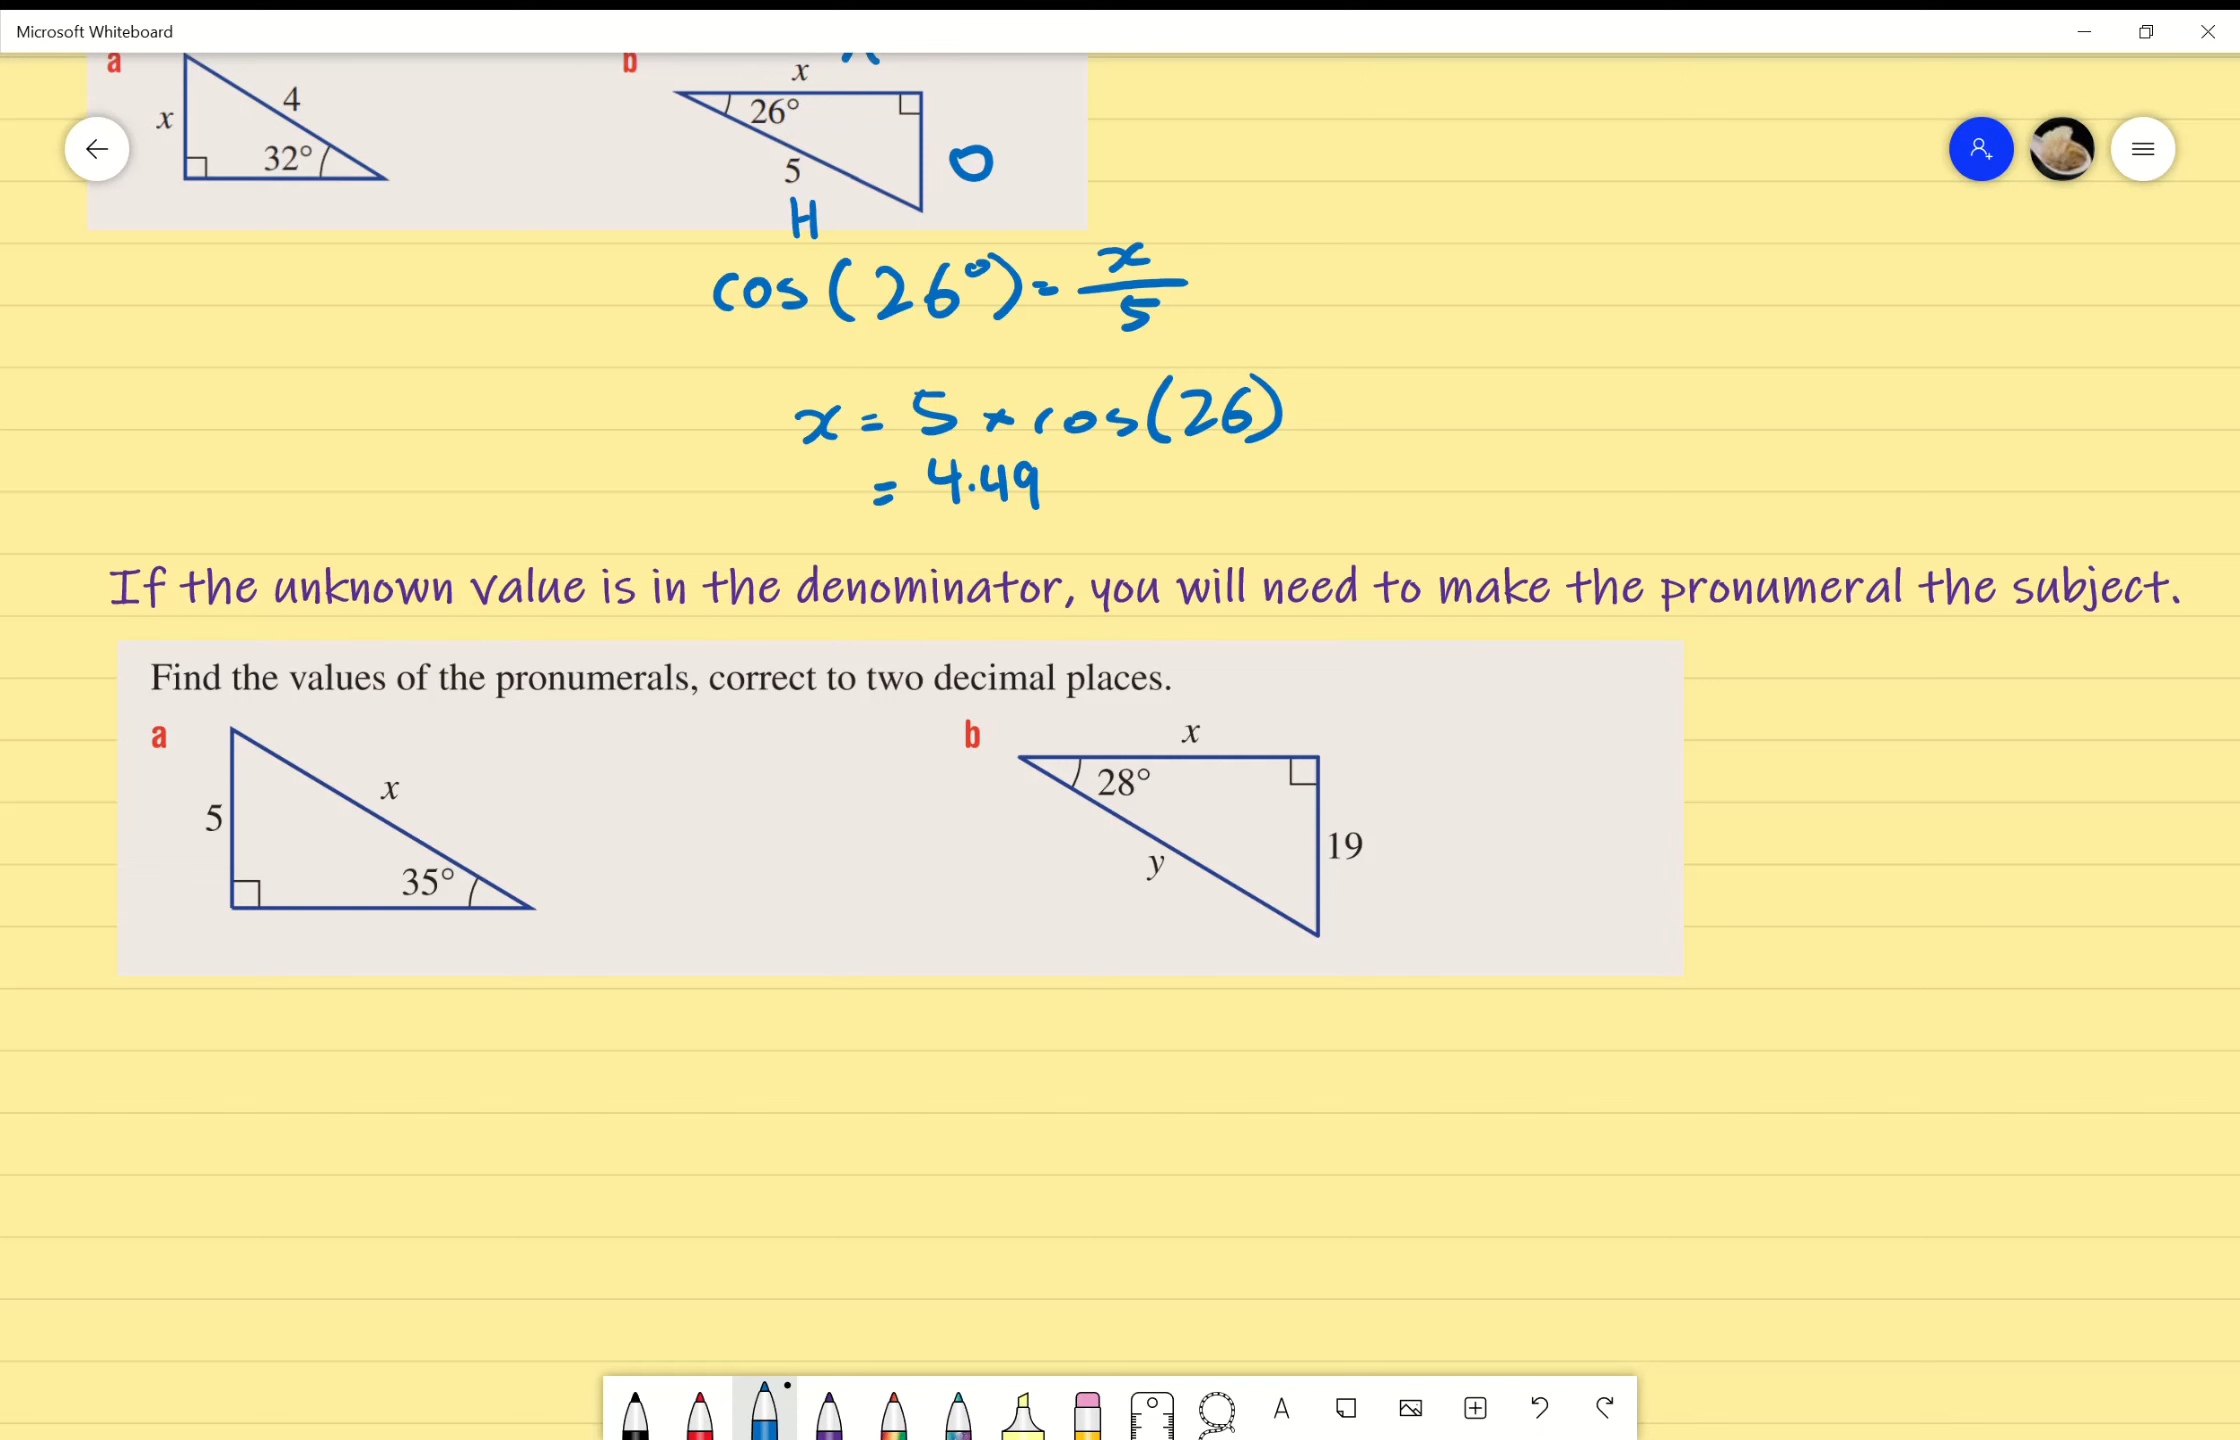 Microsoft Whiteboard
a
b
x
4
x
26°
32°
5
O
H
cos(26°) = x/5
x = 5 * cos(26)
= 4.49
If the unknown value is in the denominator, you will need to make the pronumeral the subject.
Find the values of the pronumerals, correct to two decimal places.
a
b
x
x
28°
5
19
y
35°
A